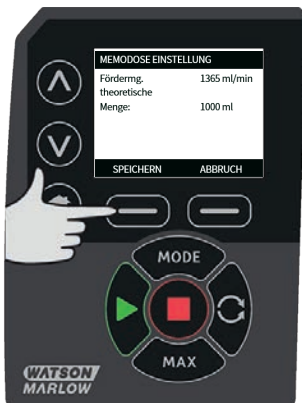 MEMODOSE EINSTELLUNG
Fördermg. 1365 ml/min
theoretische
Menge: 1000 ml
SPEICHERN ABBRUCH
MODE
MAX
WATSON
MARLOW